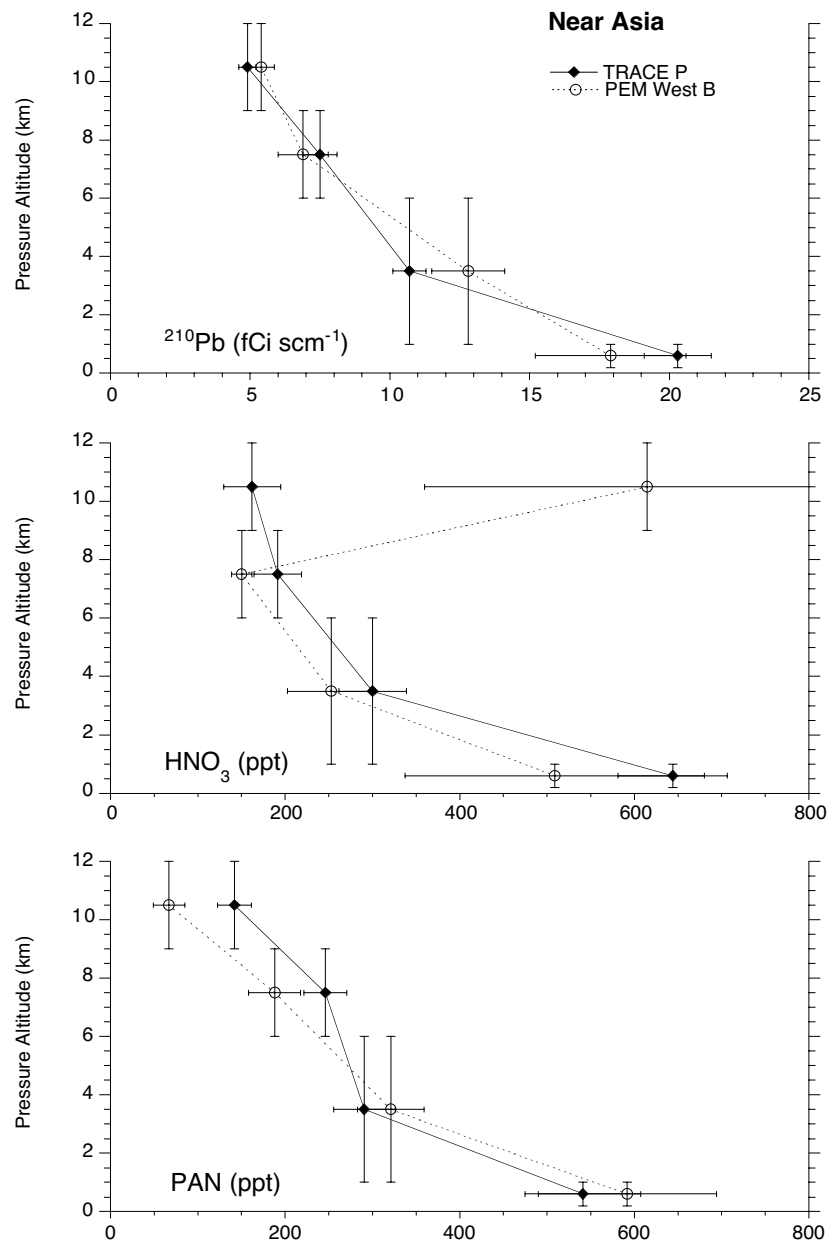 Near Asia
TRACE P
PEM West B
12
10
8
6
4
2
0
Pressure Altitude (km)
²¹⁰Pb (fCi scm⁻¹)
0 5 10 15 20 25
12
10
8
6
4
2
0
Pressure Altitude (km)
HNO₃ (ppt)
0 200 400 600 800
12
10
8
6
4
2
0
Pressure Altitude (km)
PAN (ppt)
0 200 400 600 800